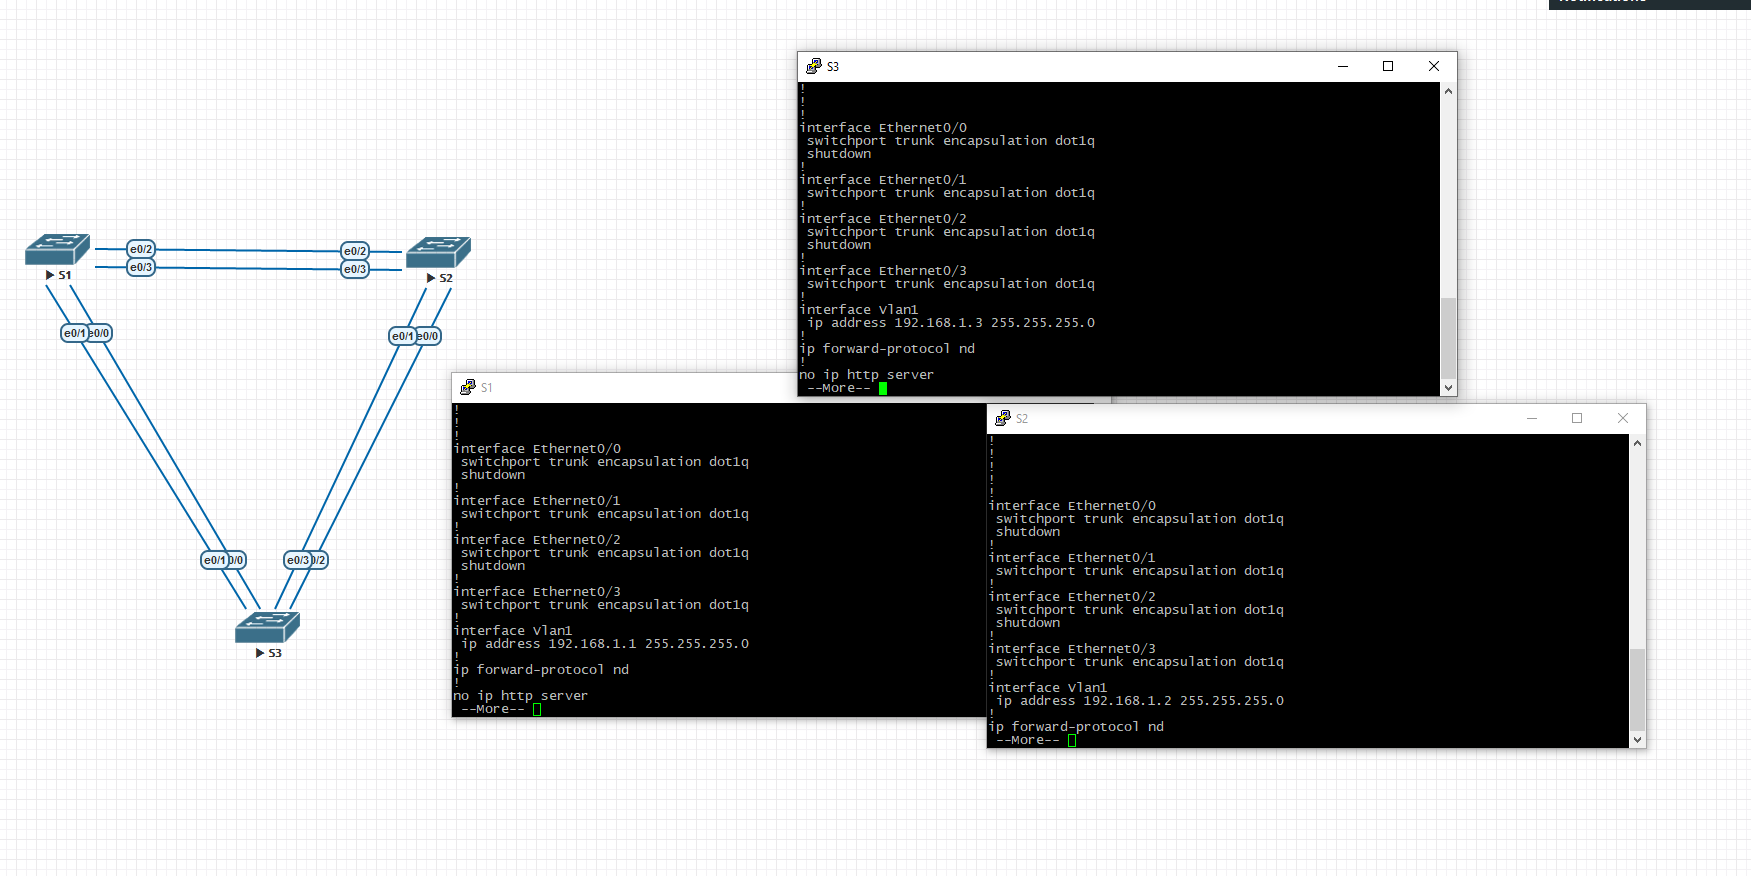 Notifications
S1
S2
S3
e0/2
e0/2
e0/3
e0/3
e0/1
e0/0
e0/1
e0/0
e0/1
0/0
e0/3
0/2
S3
!
!
!
interface Ethernet0/0
switchport trunk encapsulation dot1q
shutdown
!
interface Ethernet0/1
switchport trunk encapsulation dot1q
!
interface Ethernet0/2
switchport trunk encapsulation dot1q
shutdown
!
interface Ethernet0/3
switchport trunk encapsulation dot1q
!
interface Vlan1
ip address 192.168.1.3 255.255.255.0
!
ip forward-protocol nd
!
no ip http server
--More--
S1
!
!
!
interface Ethernet0/0
switchport trunk encapsulation dot1q
shutdown
!
interface Ethernet0/1
switchport trunk encapsulation dot1q
!
interface Ethernet0/2
switchport trunk encapsulation dot1q
shutdown
!
interface Ethernet0/3
switchport trunk encapsulation dot1q
!
interface Vlan1
ip address 192.168.1.1 255.255.255.0
!
ip forward-protocol nd
!
no ip http server
--More--
S2
!
!
!
!
!
interface Ethernet0/0
switchport trunk encapsulation dot1q
shutdown
!
interface Ethernet0/1
switchport trunk encapsulation dot1q
!
interface Ethernet0/2
switchport trunk encapsulation dot1q
shutdown
!
interface Ethernet0/3
switchport trunk encapsulation dot1q
!
interface Vlan1
ip address 192.168.1.2 255.255.255.0
!
ip forward-protocol nd
--More--